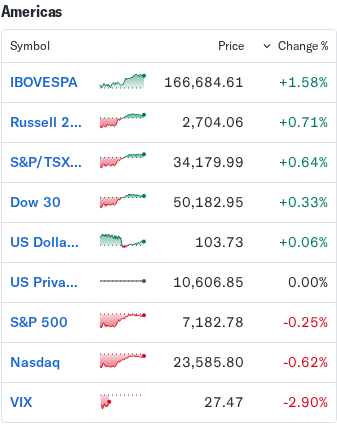 Americas
Symbol Price Change %
IBOVESPA 166,684.61 +1.58%
Russell 2... 2,704.06 +0.71%
S&P/TSX... 34,179.99 +0.64%
Dow 30 50,182.95 +0.33%
US Dolla... 103.73 +0.06%
US Priva... 10,606.85 0.00%
S&P 500 7,182.78 -0.25%
Nasdaq 23,585.80 -0.62%
VIX 27.47 -2.90%